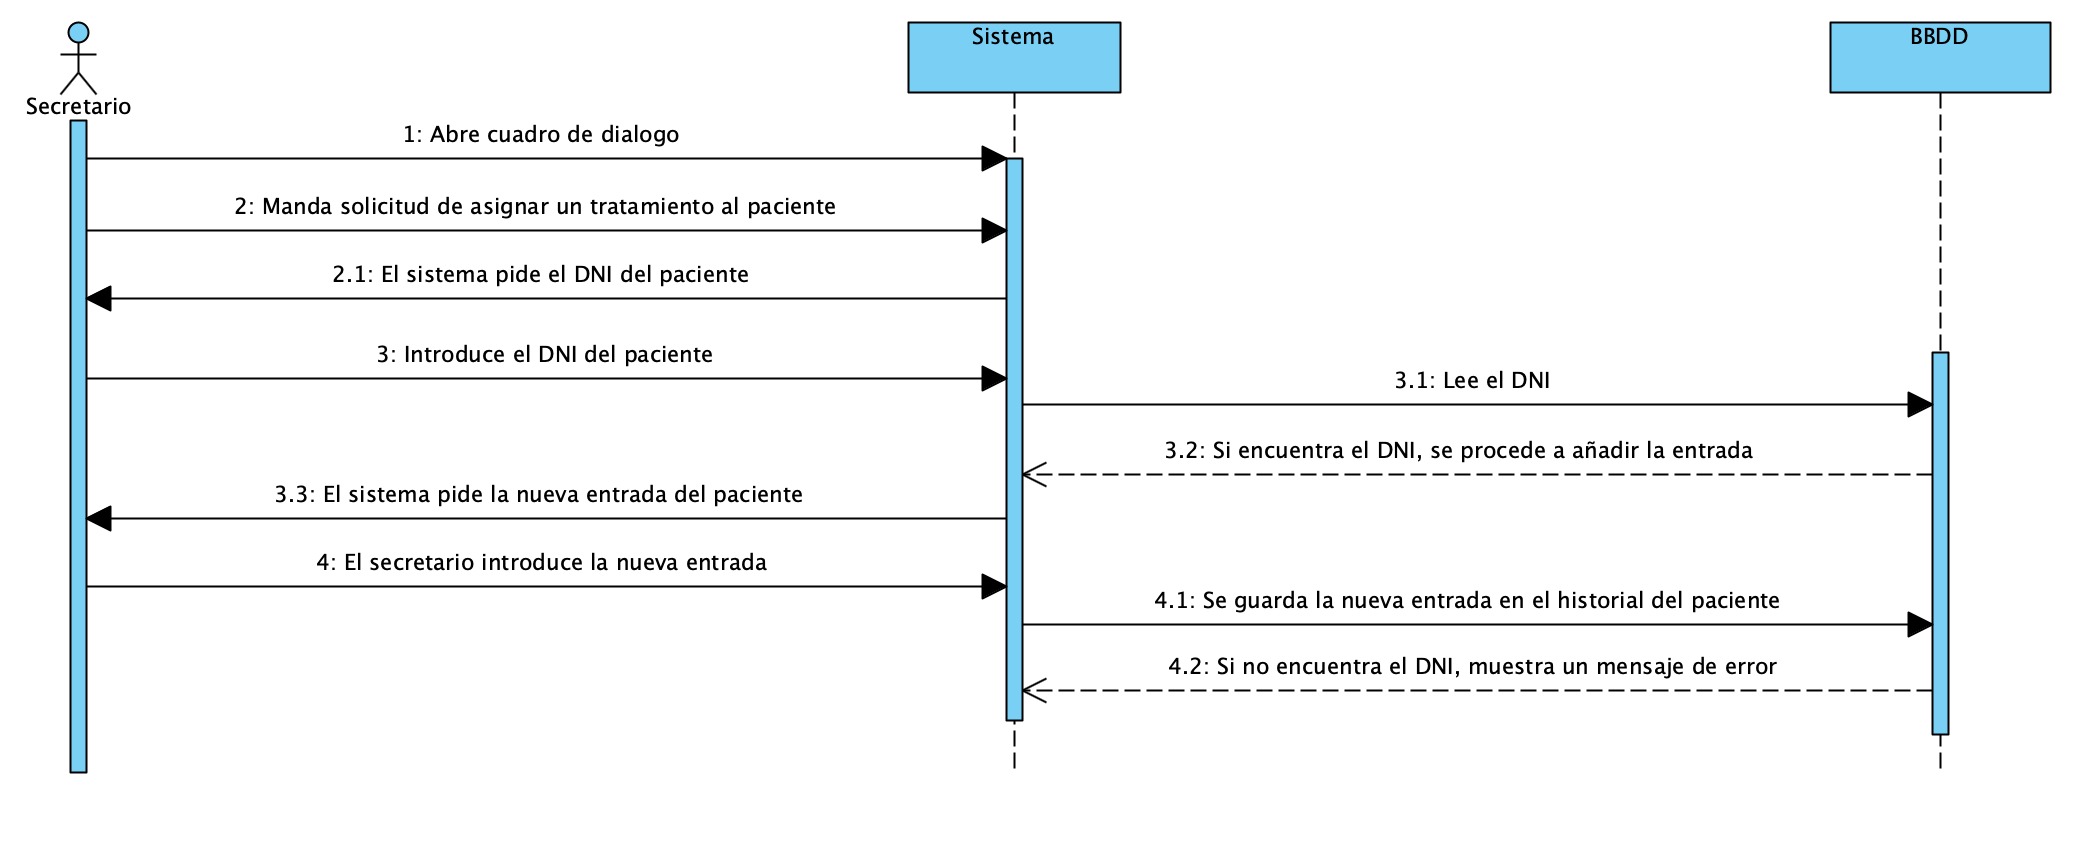 Sistema
BBDD
Secretario
1: Abre cuadro de dialogo
2: Manda solicitud de asignar un tratamiento al paciente
2.1: El sistema pide el DNI del paciente
3: Introduce el DNI del paciente
3.1: Lee el DNI
3.2: Si encuentra el DNI, se procede a añadir la entrada
3.3: El sistema pide la nueva entrada del paciente
4: El secretario introduce la nueva entrada
4.1: Se guarda la nueva entrada en el historial del paciente
4.2: Si no encuentra el DNI, muestra un mensaje de error